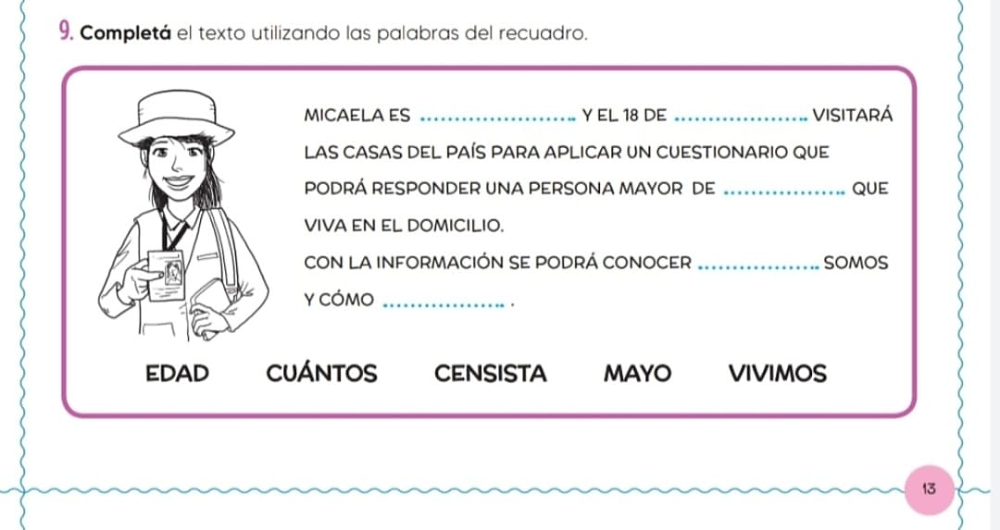 9. Completá el texto utilizando las palabras del recuadro.
MICAELA ES ........................ Y EL 18 DE .................... VISITARÁ
LAS CASAS DEL PAÍS PARA APLICAR UN CUESTIONARIO QUE
PODRÁ RESPONDER UNA PERSONA MAYOR DE .................. QUE
VIVA EN EL DOMICILIO.
CON LA INFORMACIÓN SE PODRÁ CONOCER .................. SOMOS
Y CÓMO .................. .
EDAD CUÁNTOS CENSISTA MAYO VIVIMOS
13